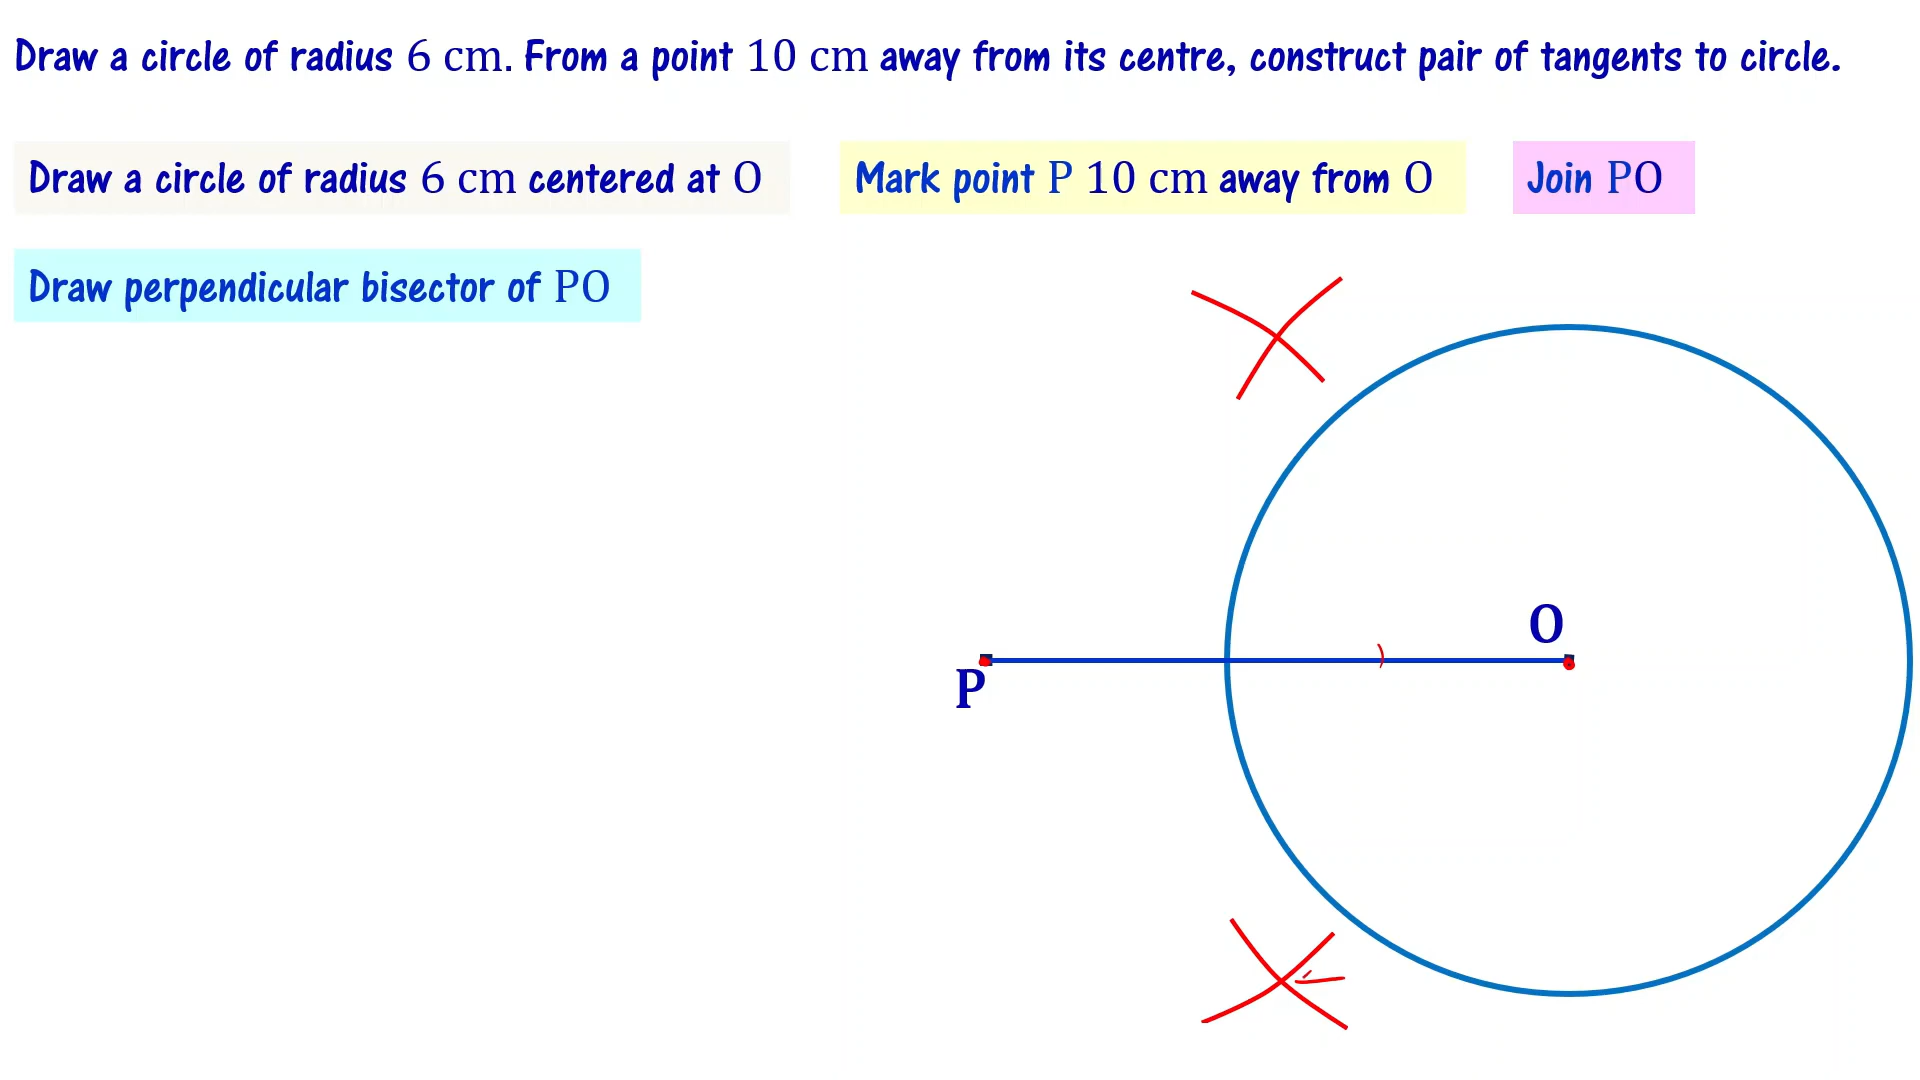 Draw a circle of radius 6 cm. From a point 10 cm away from its centre, construct pair of tangents to circle.
Draw a circle of radius 6 cm centered at O
Mark point P 10 cm away from O
Join PO
Draw perpendicular bisector of PO
O
P